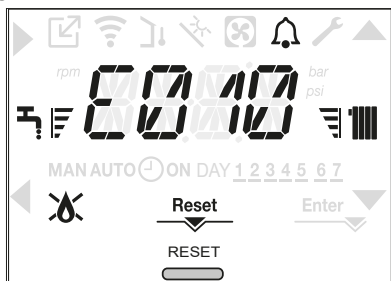 rpm bar
psi
E010
MAN AUTO ON DAY 1 2 3 4 5 6 7
Reset Enter
RESET